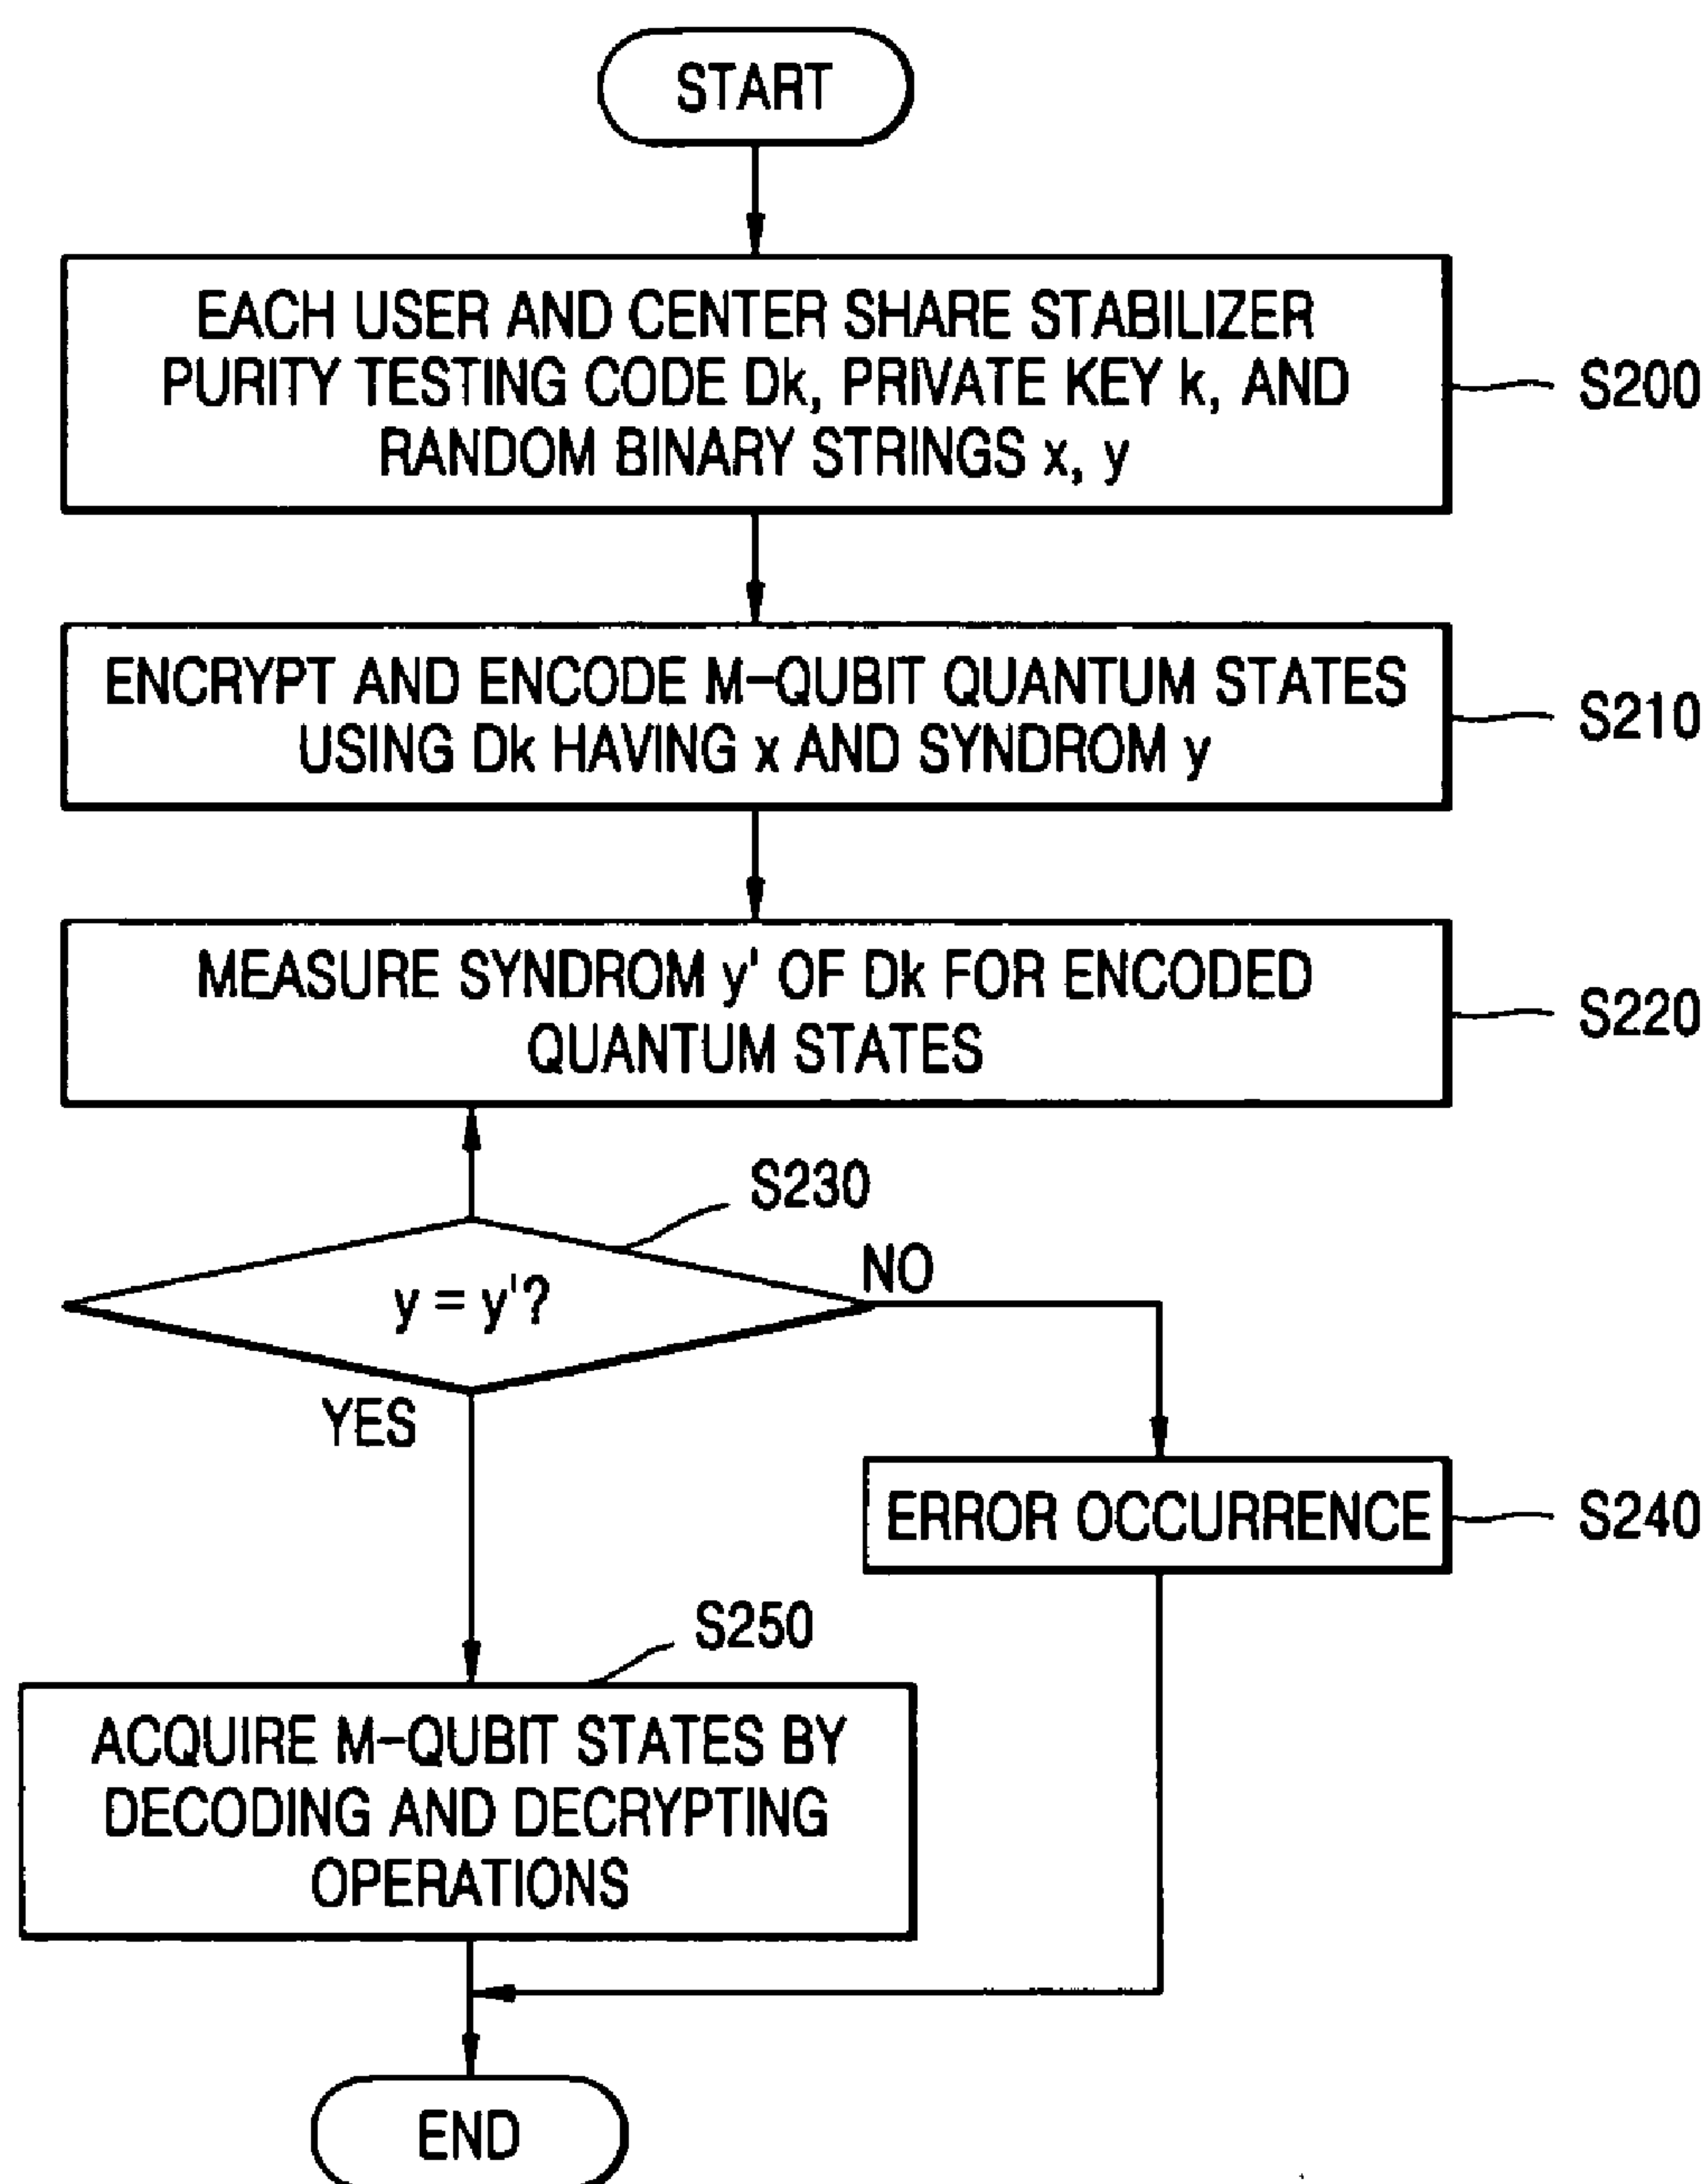 START
EACH USER AND CENTER SHARE STABILIZER
PURITY TESTING CODE Dk, PRIVATE KEY k, AND
RANDOM BINARY STRINGS x, y
S200
ENCRYPT AND ENCODE M-QUBIT QUANTUM STATES
USING Dk HAVING x AND SYNDROM y
S210
MEASURE SYNDROM y' OF Dk FOR ENCODED
QUANTUM STATES
S220
S230
y = y'?
NO
YES
ERROR OCCURRENCE
S240
S250
ACQUIRE M-QUBIT STATES BY
DECODING AND DECRYPTING
OPERATIONS
END